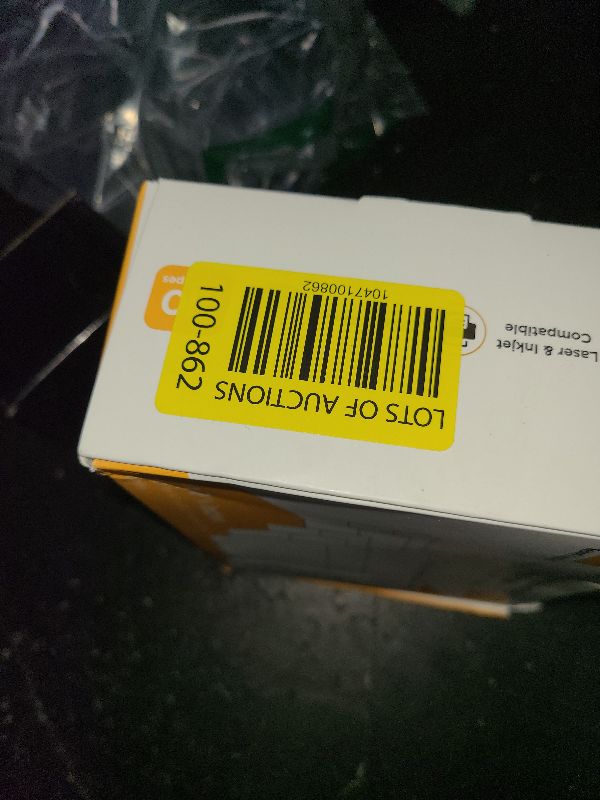 LOTS OF AUCTIONS
1047100862
100-862
Laser & Inkjet
Compatible